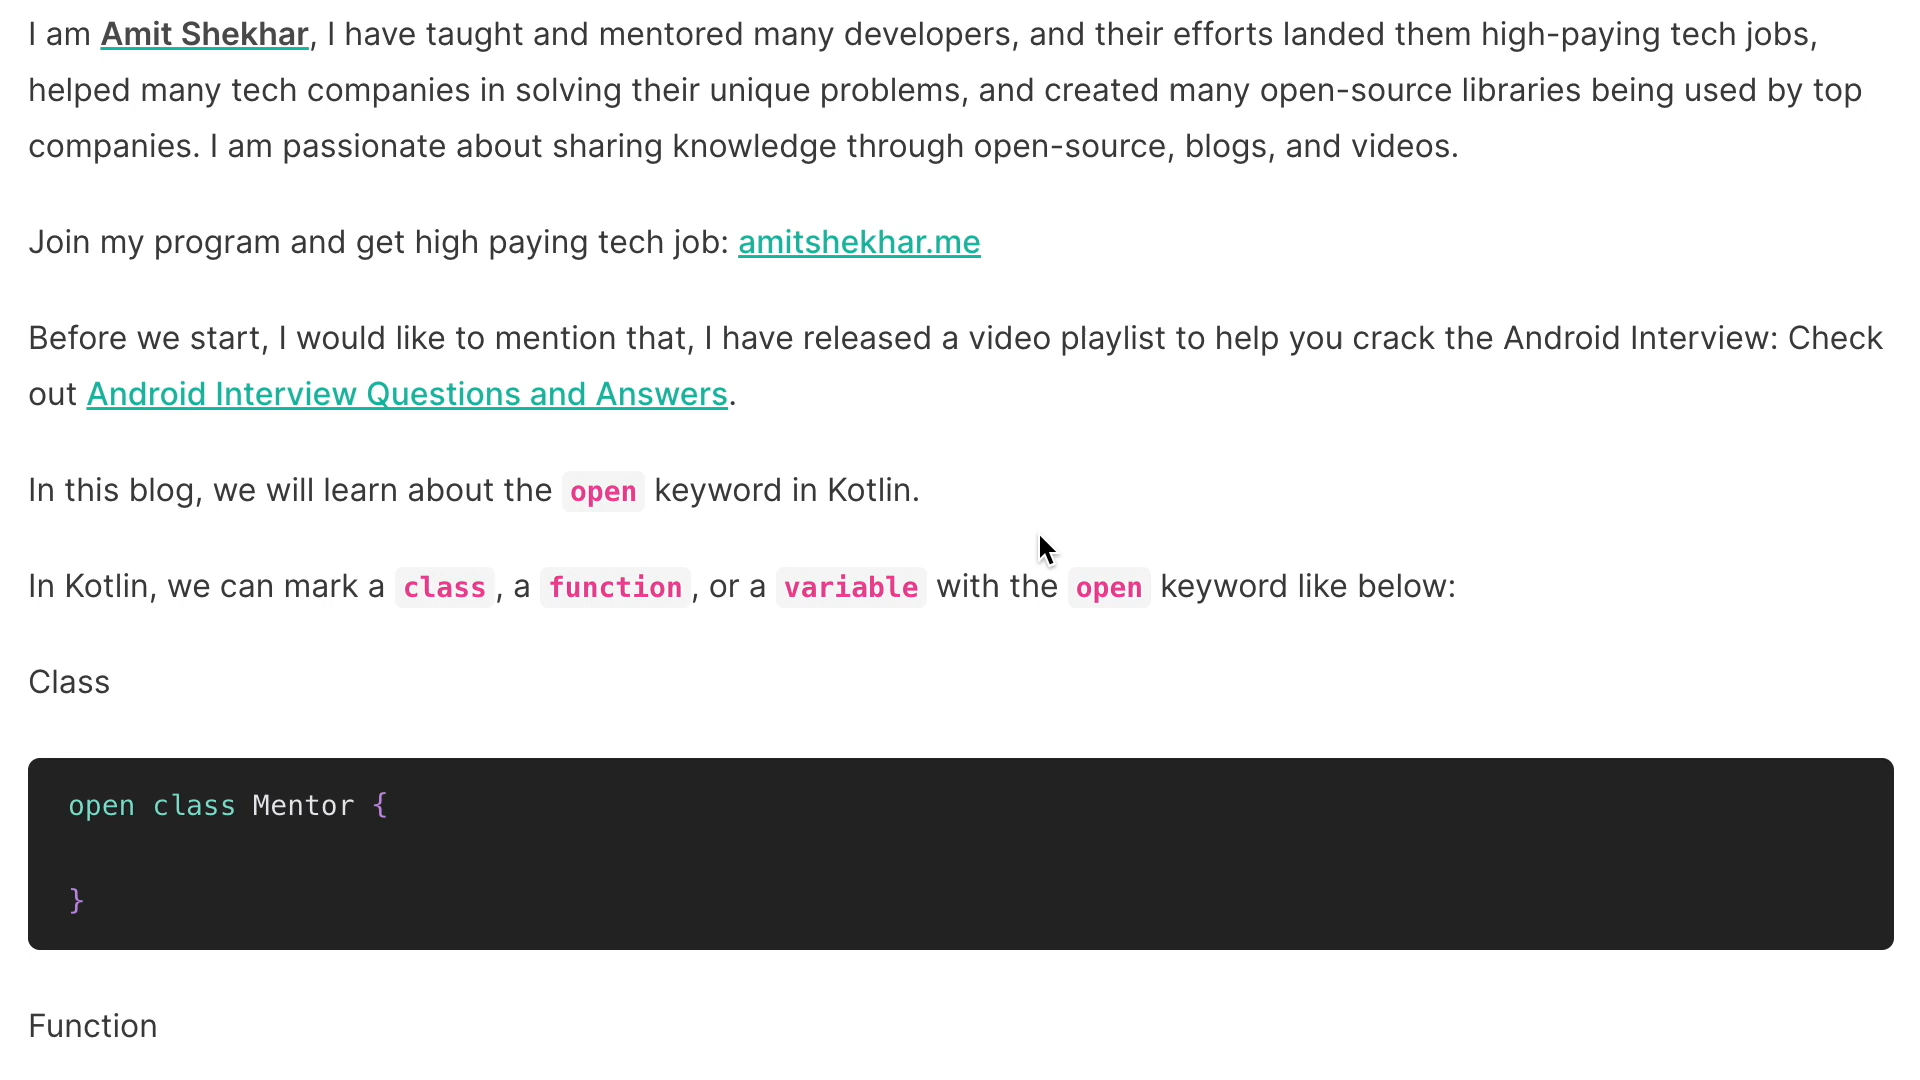 I am Amit Shekhar, I have taught and mentored many developers, and their efforts landed them high-paying tech jobs,
helped many tech companies in solving their unique problems, and created many open-source libraries being used by top
companies. I am passionate about sharing knowledge through open-source, blogs, and videos.
Join my program and get high paying tech job: amitshekhar.me
Before we start, I would like to mention that, I have released a video playlist to help you crack the Android Interview: Check
out Android Interview Questions and Answers.
In this blog, we will learn about the open keyword in Kotlin.
In Kotlin, we can mark a class, a function, or a variable with the open keyword like below:
Class
open class Mentor {
}
Function